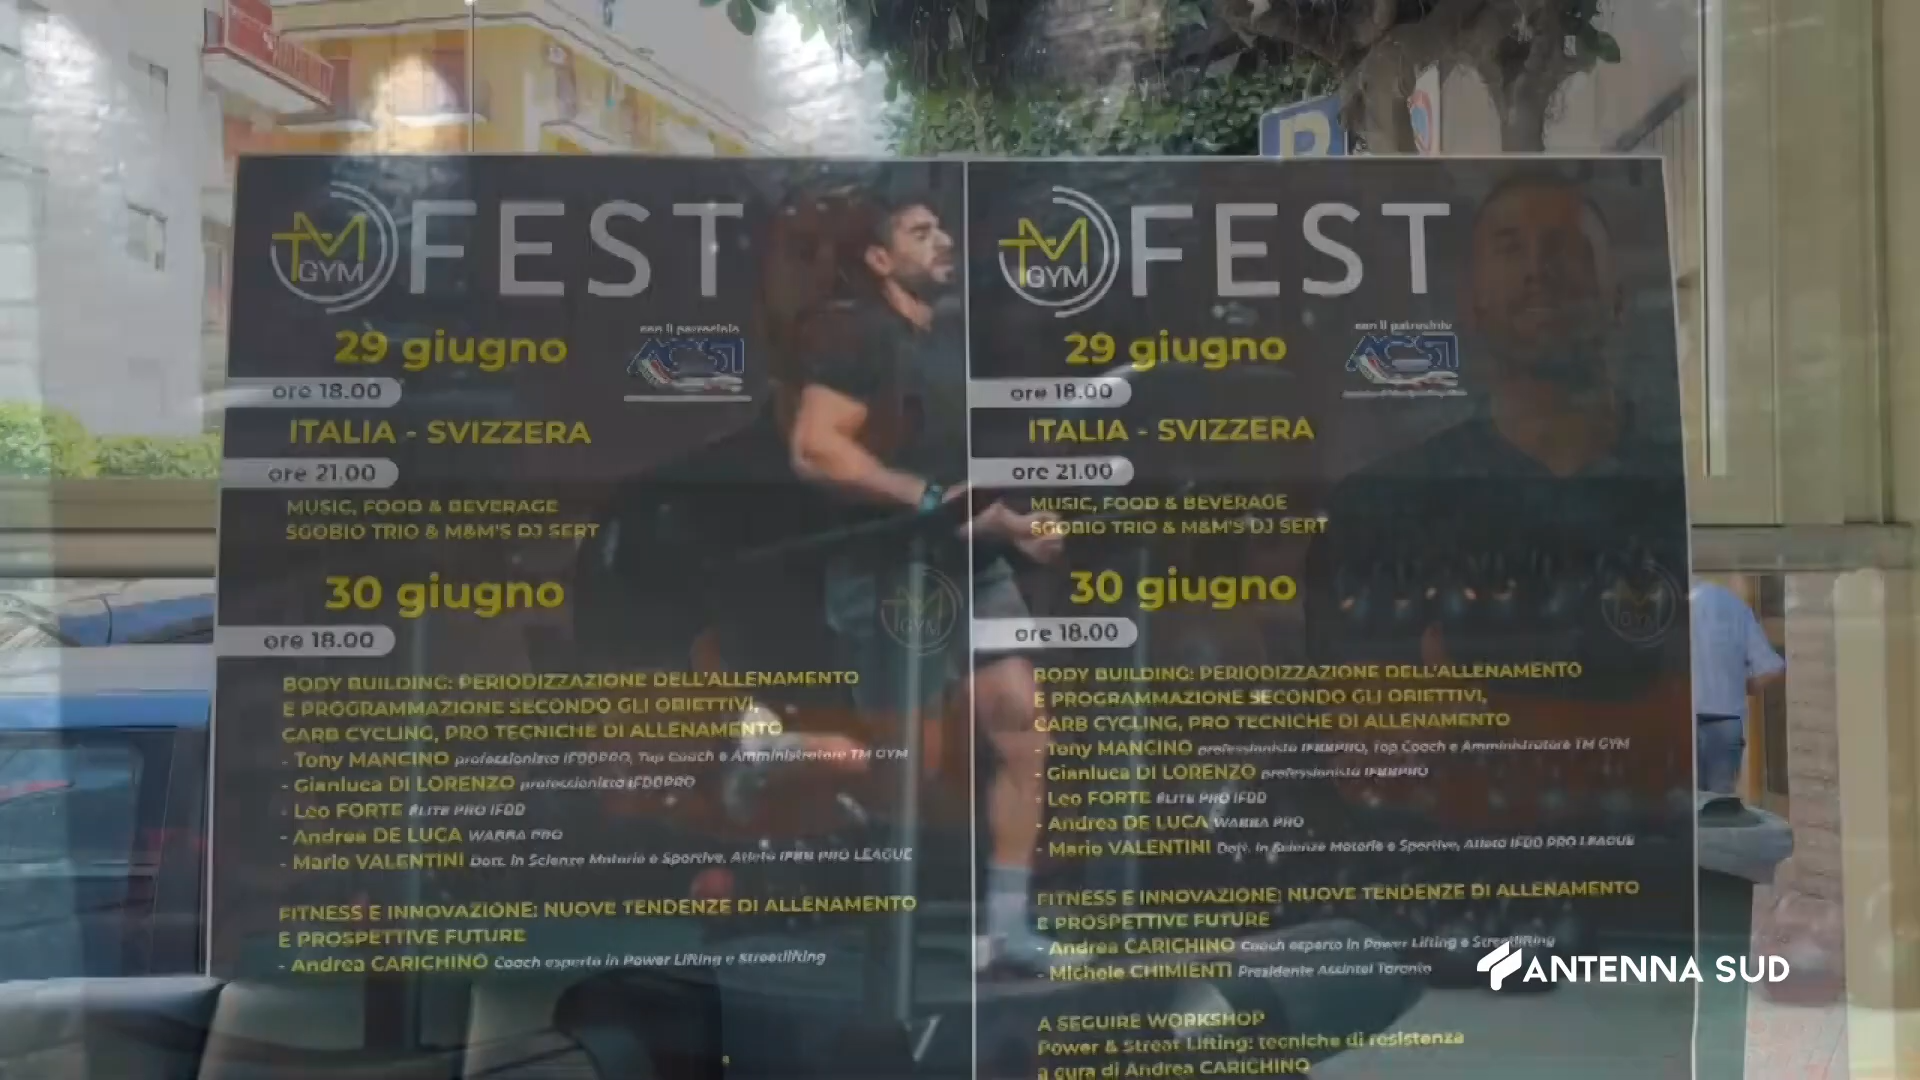 TM GYM FEST
29 giugno
con il patrocinio
ACSI
ore 18.00
ITALIA - SVIZZERA
ore 21.00
MUSIC, FOOD & BEVERAGE
SGOBIO TRIO & M&M'S DJ SERT
30 giugno
TM GYM
ore 18.00
BODY BUILDING: PERIODIZZAZIONE DELL'ALLENAMENTO
E PROGRAMMAZIONE SECONDO GLI OBIETTIVI,
CARB CYCLING, PRO TECNICHE DI ALLENAMENTO
- Tony MANCINO professionista IFBBPRO, Top Coach e Amministratore TM GYM
- Gianluca DI LORENZO professionista IFBBPRO
- Leo FORTE ÉLITE PRO IFBB
- Andrea DE LUCA WABBA PRO
- Mario VALENTINI Dott. in Scienze Motorie e Sportive, Atleta IFBB PRO LEAGUE
FITNESS E INNOVAZIONE: NUOVE TENDENZE DI ALLENAMENTO
E PROSPETTIVE FUTURE
- Andrea CARICHINO Coach esperto in Power Lifting e Streetlifting
TM GYM FEST
29 giugno
con il patrocinio
ACSI
ore 18.00
ITALIA - SVIZZERA
ore 21.00
MUSIC, FOOD & BEVERAGE
SGOBIO TRIO & M&M'S DJ SERT
30 giugno
TM GYM
ore 18.00
BODY BUILDING: PERIODIZZAZIONE DELL'ALLENAMENTO
E PROGRAMMAZIONE SECONDO GLI OBIETTIVI,
CARB CYCLING, PRO TECNICHE DI ALLENAMENTO
- Tony MANCINO professionista IFBBPRO, Top Coach e Amministratore TM GYM
- Gianluca DI LORENZO professionista IFBBPRO
- Leo FORTE ÉLITE PRO IFBB
- Andrea DE LUCA WABBA PRO
- Mario VALENTINI Dott. in Scienze Motorie e Sportive, Atleta IFBB PRO LEAGUE
FITNESS E INNOVAZIONE: NUOVE TENDENZE DI ALLENAMENTO
E PROSPETTIVE FUTURE
- Andrea CARICHINO Coach esperto in Power Lifting e Streetlifting
- Michele CHIMIENTI Presidente Assintel Taranto
A SEGUIRE WORKSHOP
Power & Street Lifting: tecniche di resistenza
a cura di Andrea CARICHINO
P
ANTENNA SUD